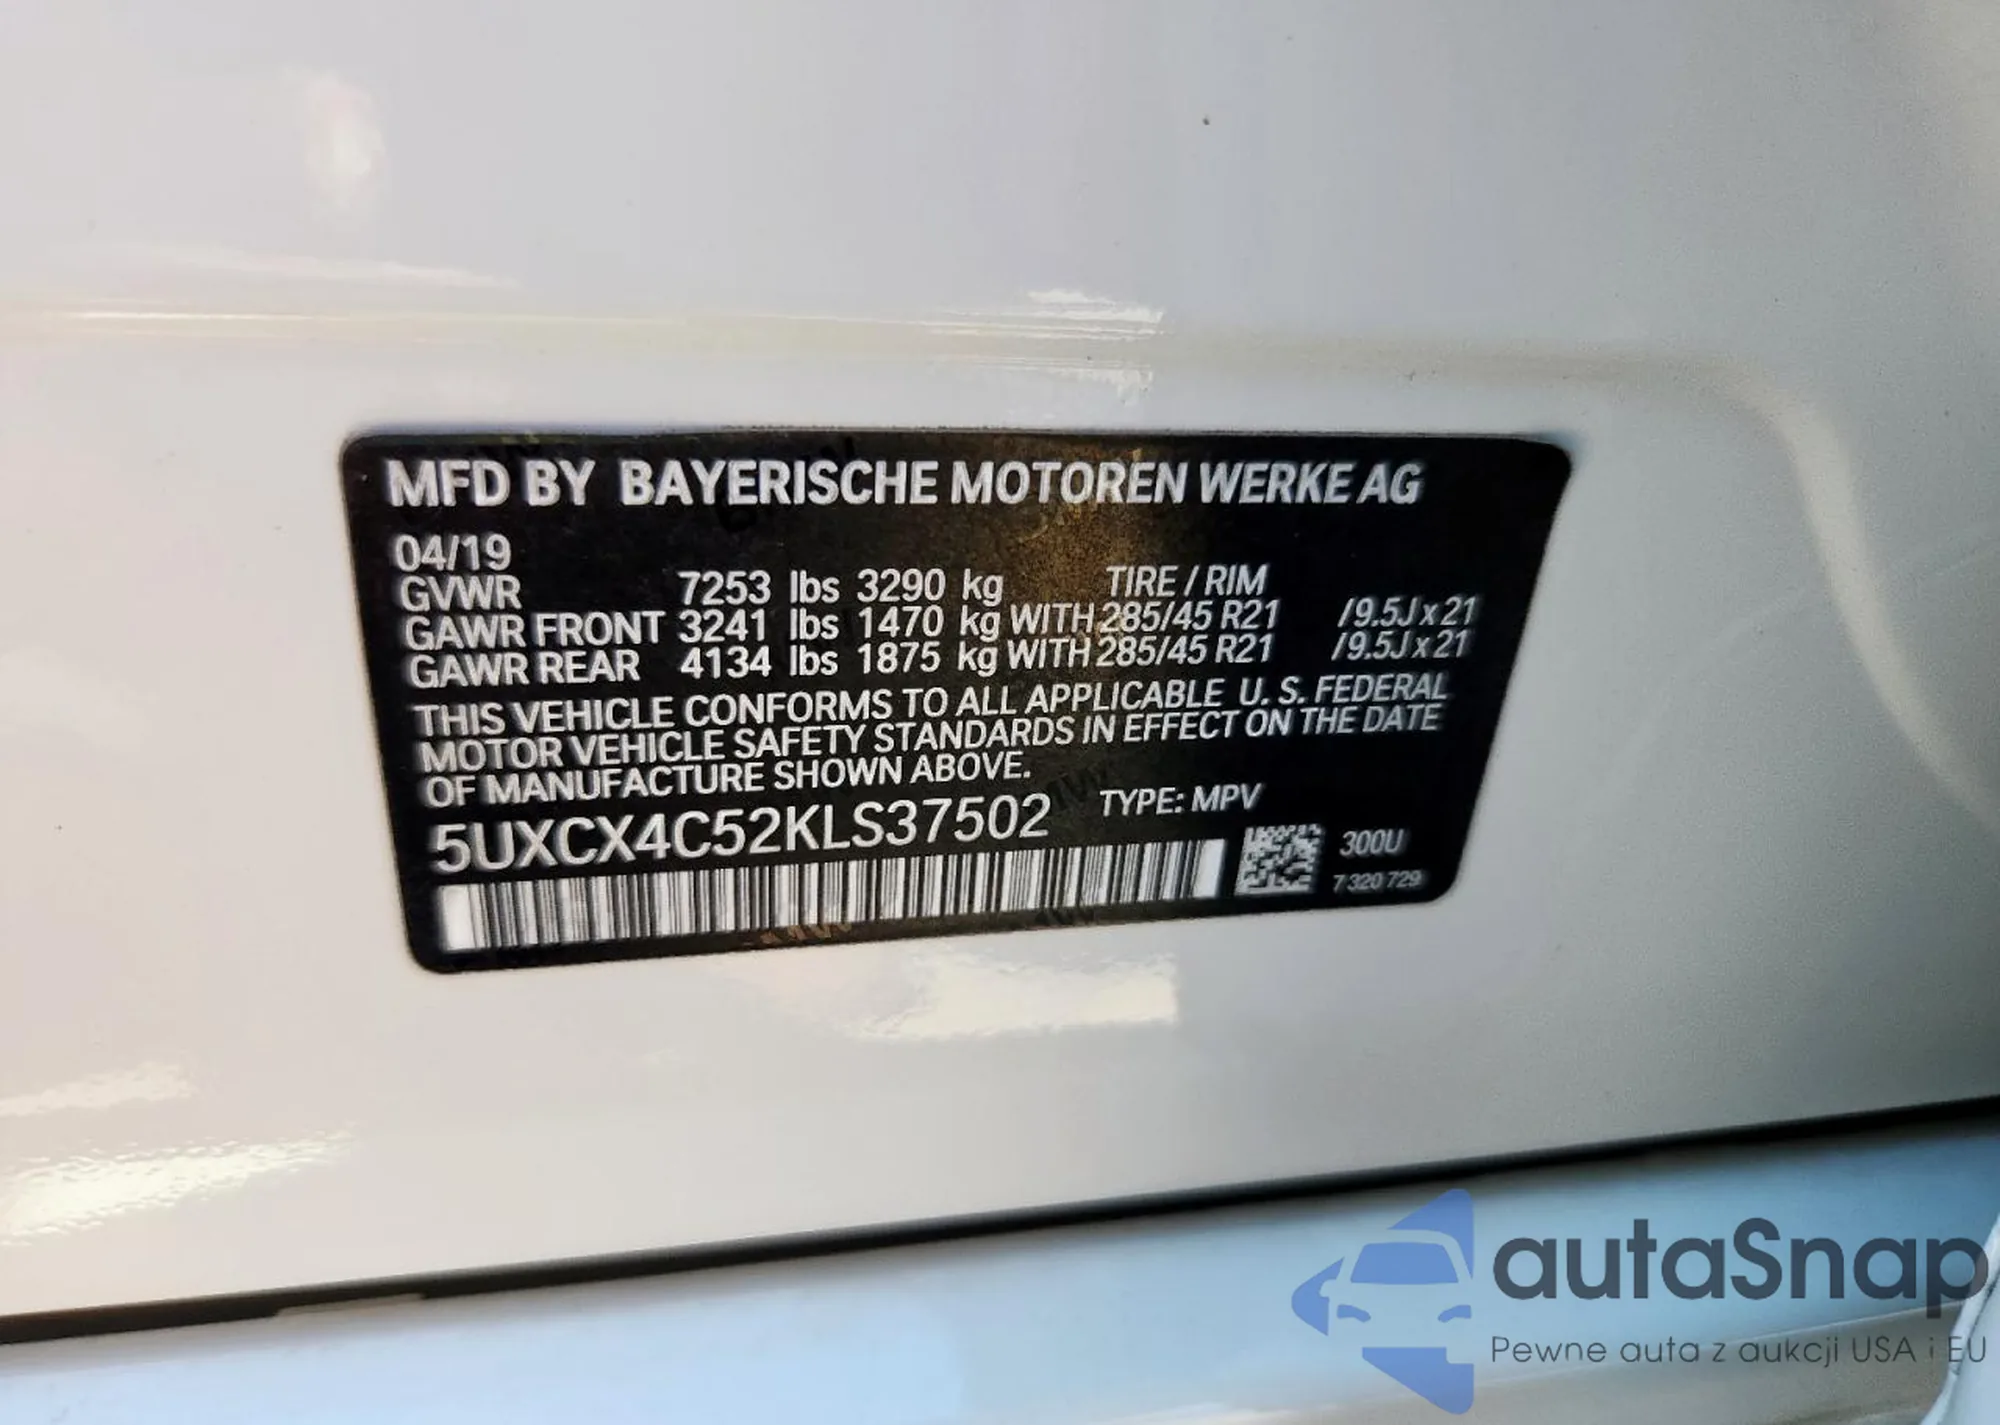 MFD BY BAYERISCHE MOTOREN WERKE AG
04/19
GVWR 7253 lbs 3290 kg TIRE / RIM
GAWR FRONT 3241 lbs 1470 kg WITH 285/45 R21 /9.5J x 21
GAWR REAR 4134 lbs 1875 kg WITH 285/45 R21 /9.5J x 21
THIS VEHICLE CONFORMS TO ALL APPLICABLE U. S. FEDERAL
MOTOR VEHICLE SAFETY STANDARDS IN EFFECT ON THE DATE
OF MANUFACTURE SHOWN ABOVE.
5UXCX4C52KLS37502 TYPE: MPV
300U
7 320 729
autaSnap
Pewne auta z aukcji USA i EU